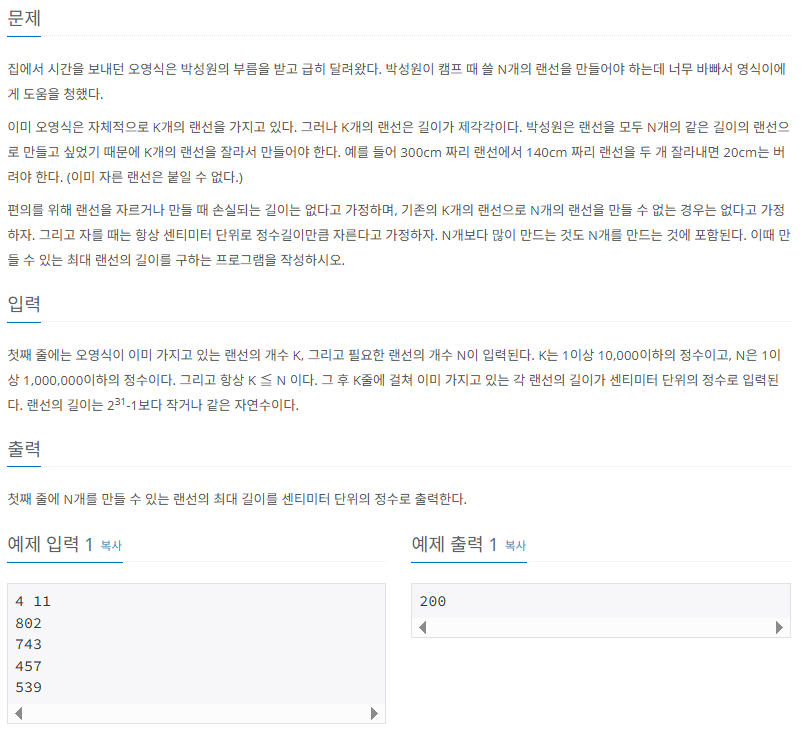 문제
집에서 시간을 보내던 오영식은 박성원의 부름을 받고 급히 달려왔다. 박성원이 캠프 때 쓸 N개의 랜선을 만들어야 하는데 너무 바빠서 영식이에
게 도움을 청했다.
이미 오영식은 자체적으로 K개의 랜선을 가지고 있다. 그러나 K개의 랜선은 길이가 제각각이다. 박성원은 랜선을 모두 N개의 같은 길이의 랜선으
로 만들고 싶었기 때문에 K개의 랜선을 잘라서 만들어야 한다. 예를 들어 300cm 짜리 랜선에서 140cm 짜리 랜선을 두 개 잘라내면 20cm는 버
려야 한다. (이미 자른 랜선은 붙일 수 없다.)
편의를 위해 랜선을 자르거나 만들 때 손실되는 길이는 없다고 가정하며, 기존의 K개의 랜선으로 N개의 랜선을 만들 수 없는 경우는 없다고 가정
하자. 그리고 자를 때는 항상 센티미터 단위로 정수길이만큼 자른다고 가정하자. N개보다 많이 만드는 것도 N개를 만드는 것에 포함된다. 이때 만
들 수 있는 최대 랜선의 길이를 구하는 프로그램을 작성하시오.
입력
첫째 줄에는 오영식이 이미 가지고 있는 랜선의 개수 K, 그리고 필요한 랜선의 개수 N이 입력된다. K는 1이상 10,000이하의 정수이고, N은 1이
상 1,000,000이하의 정수이다. 그리고 항상 K ≦ N 이다. 그 후 K줄에 걸쳐 이미 가지고 있는 각 랜선의 길이가 센티미터 단위의 정수로 입력된
다. 랜선의 길이는 2³¹-1보다 작거나 같은 자연수이다.
출력
첫째 줄에 N개를 만들 수 있는 랜선의 최대 길이를 센티미터 단위의 정수로 출력한다.
예제 입력 1 복사
4 11
802
743
457
539
예제 출력 1 복사
200